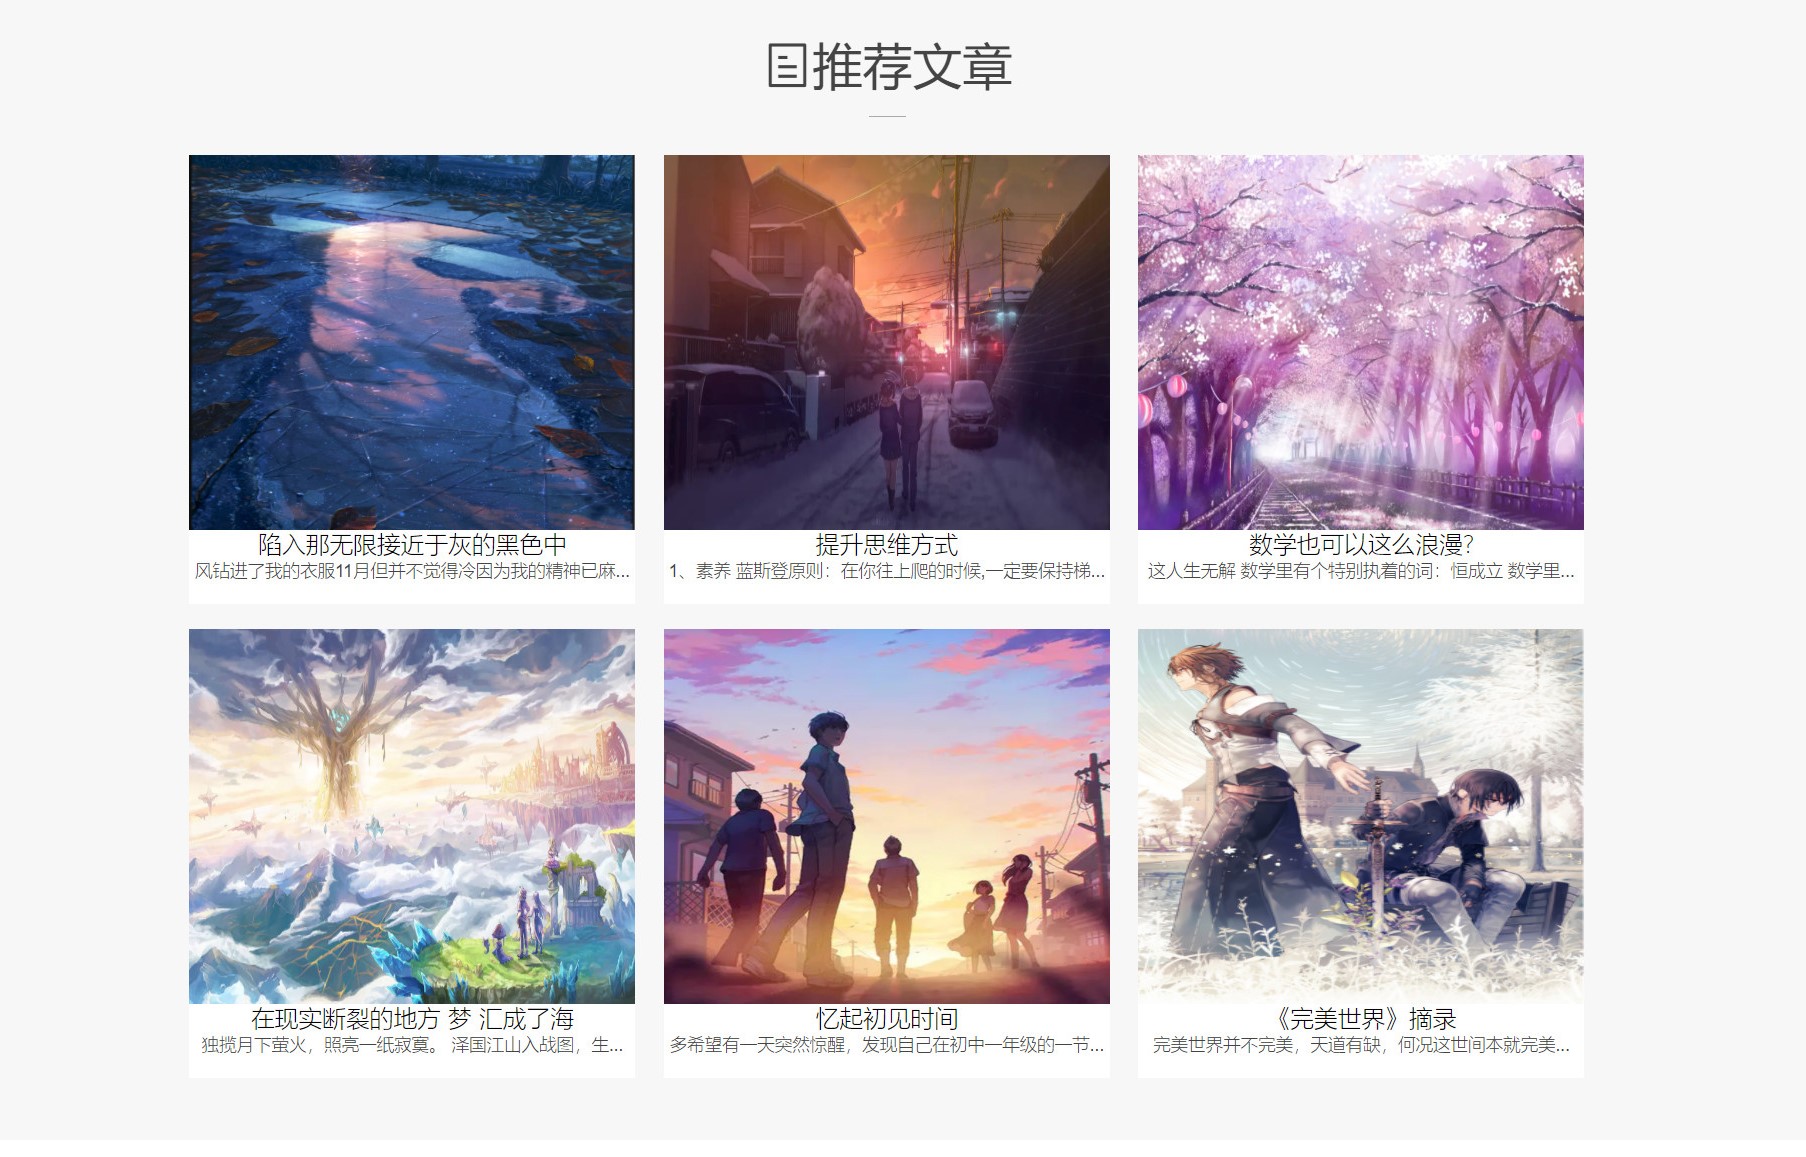 推荐文章
陷入那无限接近于灰的黑色中
风钻进了我的衣服11月但并不觉得冷因为我的精神已麻...
提升思维方式
1、素养 蓝斯登原则：在你往上爬的时候,一定要保持梯...
数学也可以这么浪漫？
这人生无解 数学里有个特别执着的词：恒成立 数学里...
在现实断裂的地方 梦 汇成了海
独揽月下萤火，照亮一纸寂寞。 泽国江山入战图，生...
忆起初见时间
多希望有一天突然惊醒，发现自己在初中一年级的一节...
《完美世界》摘录
完美世界并不完美，天道有缺，何况这世间本就完美...